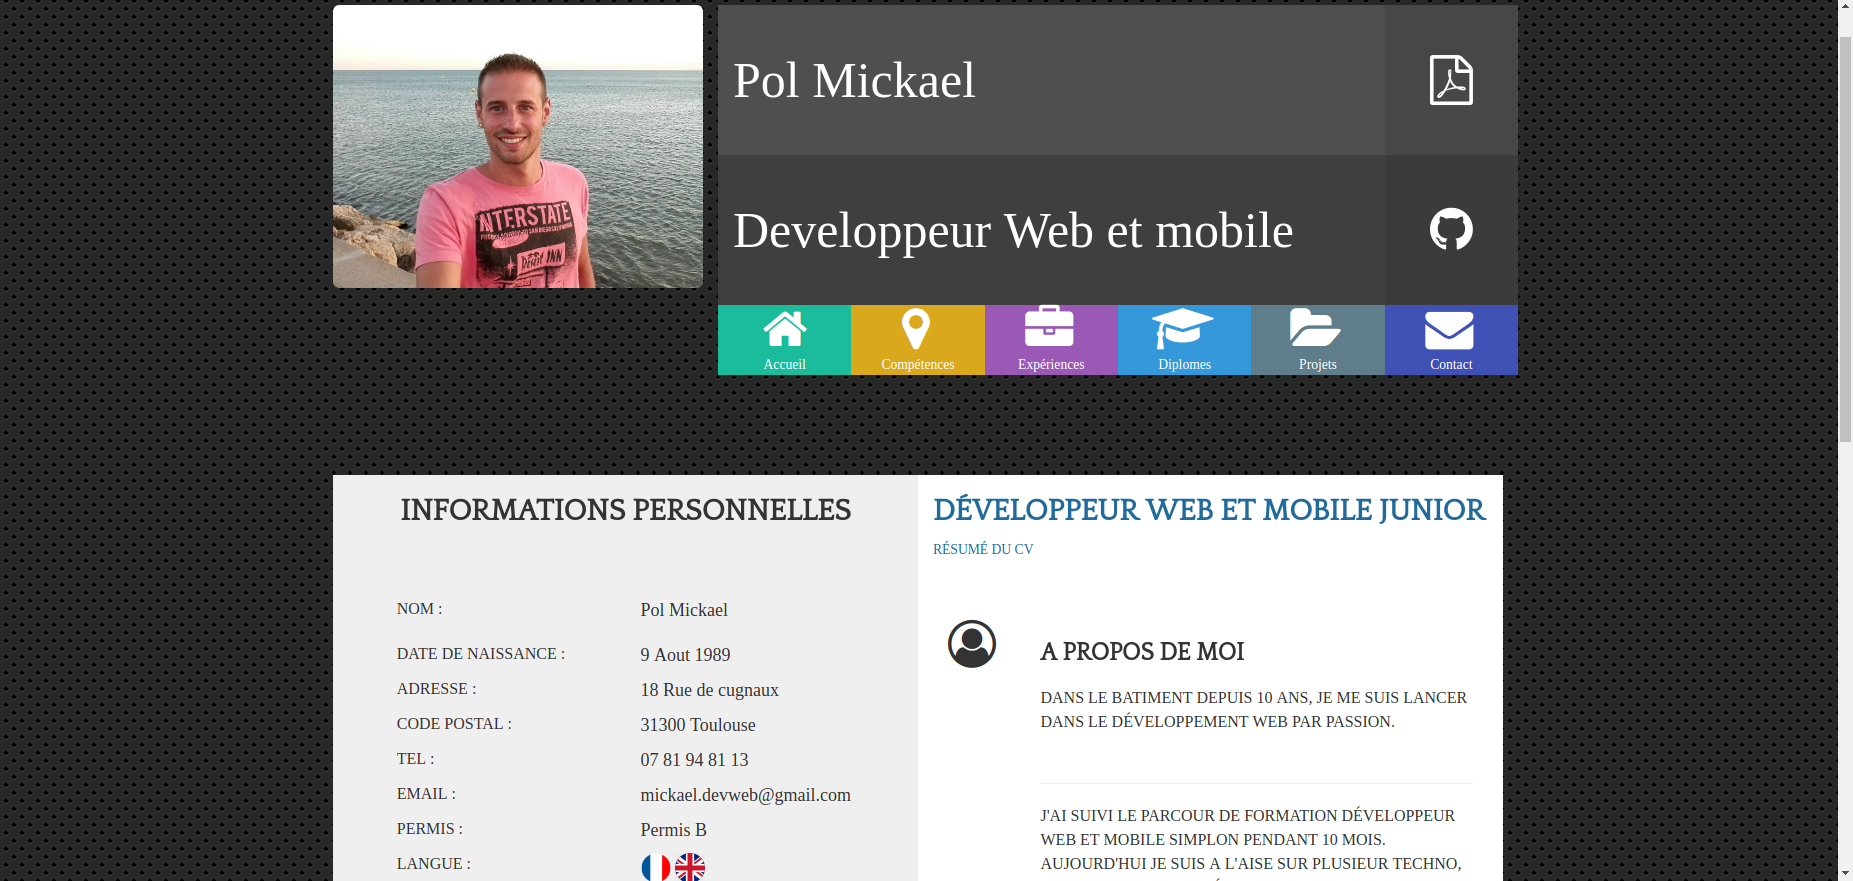 Pol Mickael
Developpeur Web et mobile
Accueil
Compétences
Expériences
Diplomes
Projets
Contact
INTERSTATE
INN
INFORMATIONS PERSONNELLES
NOM :
Pol Mickael
DATE DE NAISSANCE :
9 Aout 1989
ADRESSE :
18 Rue de cugnaux
CODE POSTAL :
31300 Toulouse
TEL :
07 81 94 81 13
EMAIL :
mickael.devweb@gmail.com
PERMIS :
Permis B
LANGUE :
DÉVELOPPEUR WEB ET MOBILE JUNIOR
RÉSUMÉ DU CV
A PROPOS DE MOI
DANS LE BATIMENT DEPUIS 10 ANS, JE ME SUIS LANCER
DANS LE DÉVELOPPEMENT WEB PAR PASSION.
J'AI SUIVI LE PARCOUR DE FORMATION DÉVELOPPEUR
WEB ET MOBILE SIMPLON PENDANT 10 MOIS.
AUJOURD'HUI JE SUIS A L'AISE SUR PLUSIEUR TECHNO,